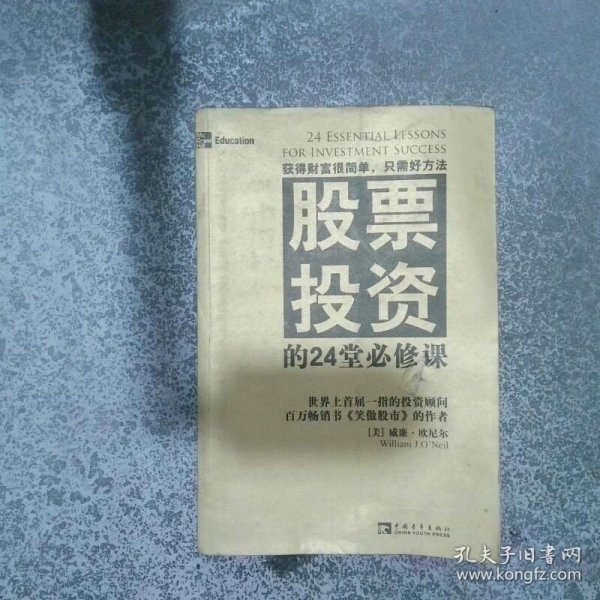 Education
24 ESSENTIAL LESSONS
FOR INVESTMENT SUCCESS
获得财富很简单，只需好方法
股票
投资
的24堂必修课
世界上首屈一指的投资顾问
百万畅销书《笑傲股市》的作者
[美] 威廉·欧尼尔
William J.O'Neil
中国青年出版社
CHINA YOUTH PRESS
孔夫子旧书网
www.kongfz.com